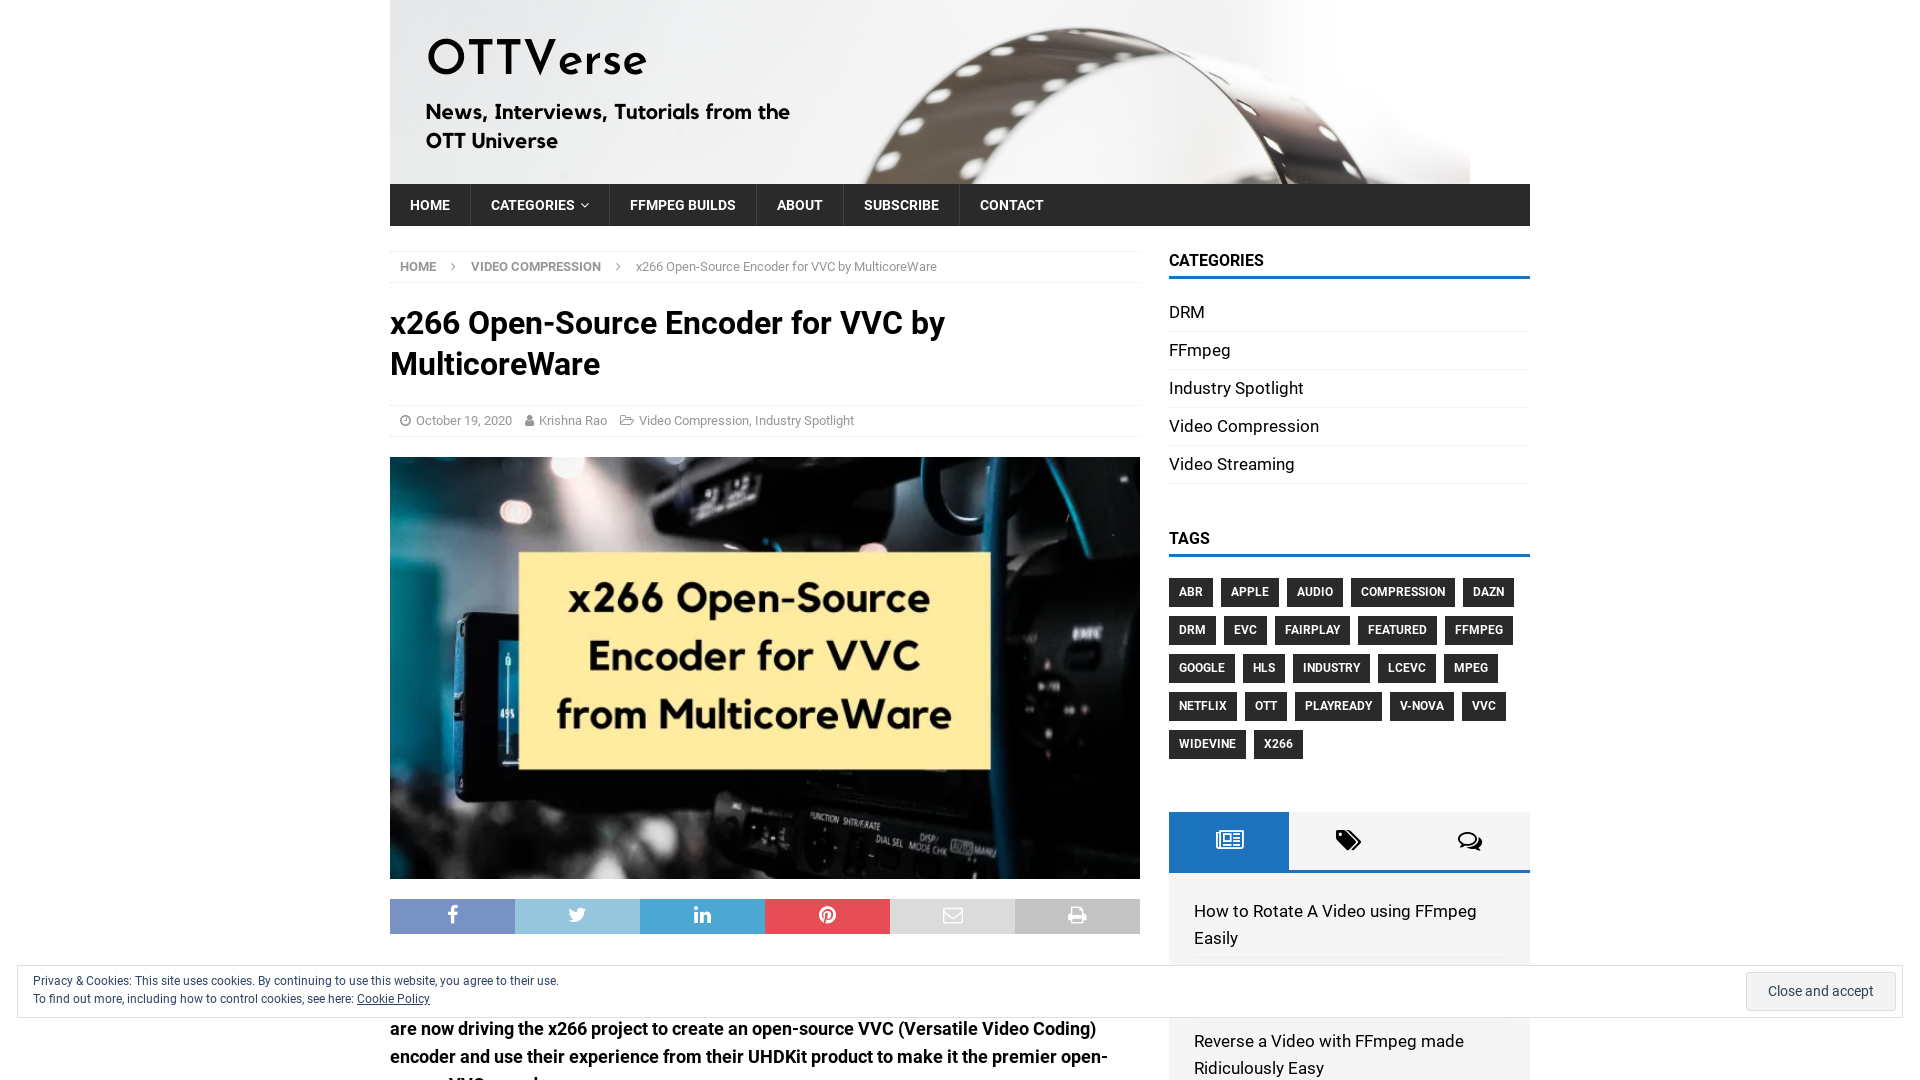 OTTVerse
News, Interviews, Tutorials from the
OTT Universe
HOME
CATEGORIES
FFMPEG BUILDS
ABOUT
SUBSCRIBE
CONTACT
HOME
VIDEO COMPRESSION
x266 Open-Source Encoder for VVC by MulticoreWare
x266 Open-Source Encoder for VVC by
MulticoreWare
October 19, 2020
Krishna Rao
Video Compression, Industry Spotlight
x266 Open-Source
Encoder for VVC
from MulticoreWare
49%
FUNCTION SHTR/F.RATE
DIAL SEL
DISP/
MODE CHK
AUTO MANU
are now driving the x266 project to create an open-source VVC (Versatile Video Coding)
encoder and use their experience from their UHDKit product to make it the premier open-
CATEGORIES
DRM
FFmpeg
Industry Spotlight
Video Compression
Video Streaming
TAGS
ABR APPLE AUDIO COMPRESSION DAZN
DRM EVC FAIRPLAY FEATURED FFMPEG
GOOGLE HLS INDUSTRY LCEVC MPEG
NETFLIX OTT PLAYREADY V-NOVA VVC
WIDEVINE X266
How to Rotate A Video using FFmpeg
Easily
Reverse a Video with FFmpeg made
Ridiculously Easy
Privacy & Cookies: This site uses cookies. By continuing to use this website, you agree to their use.
To find out more, including how to control cookies, see here: Cookie Policy
Close and accept